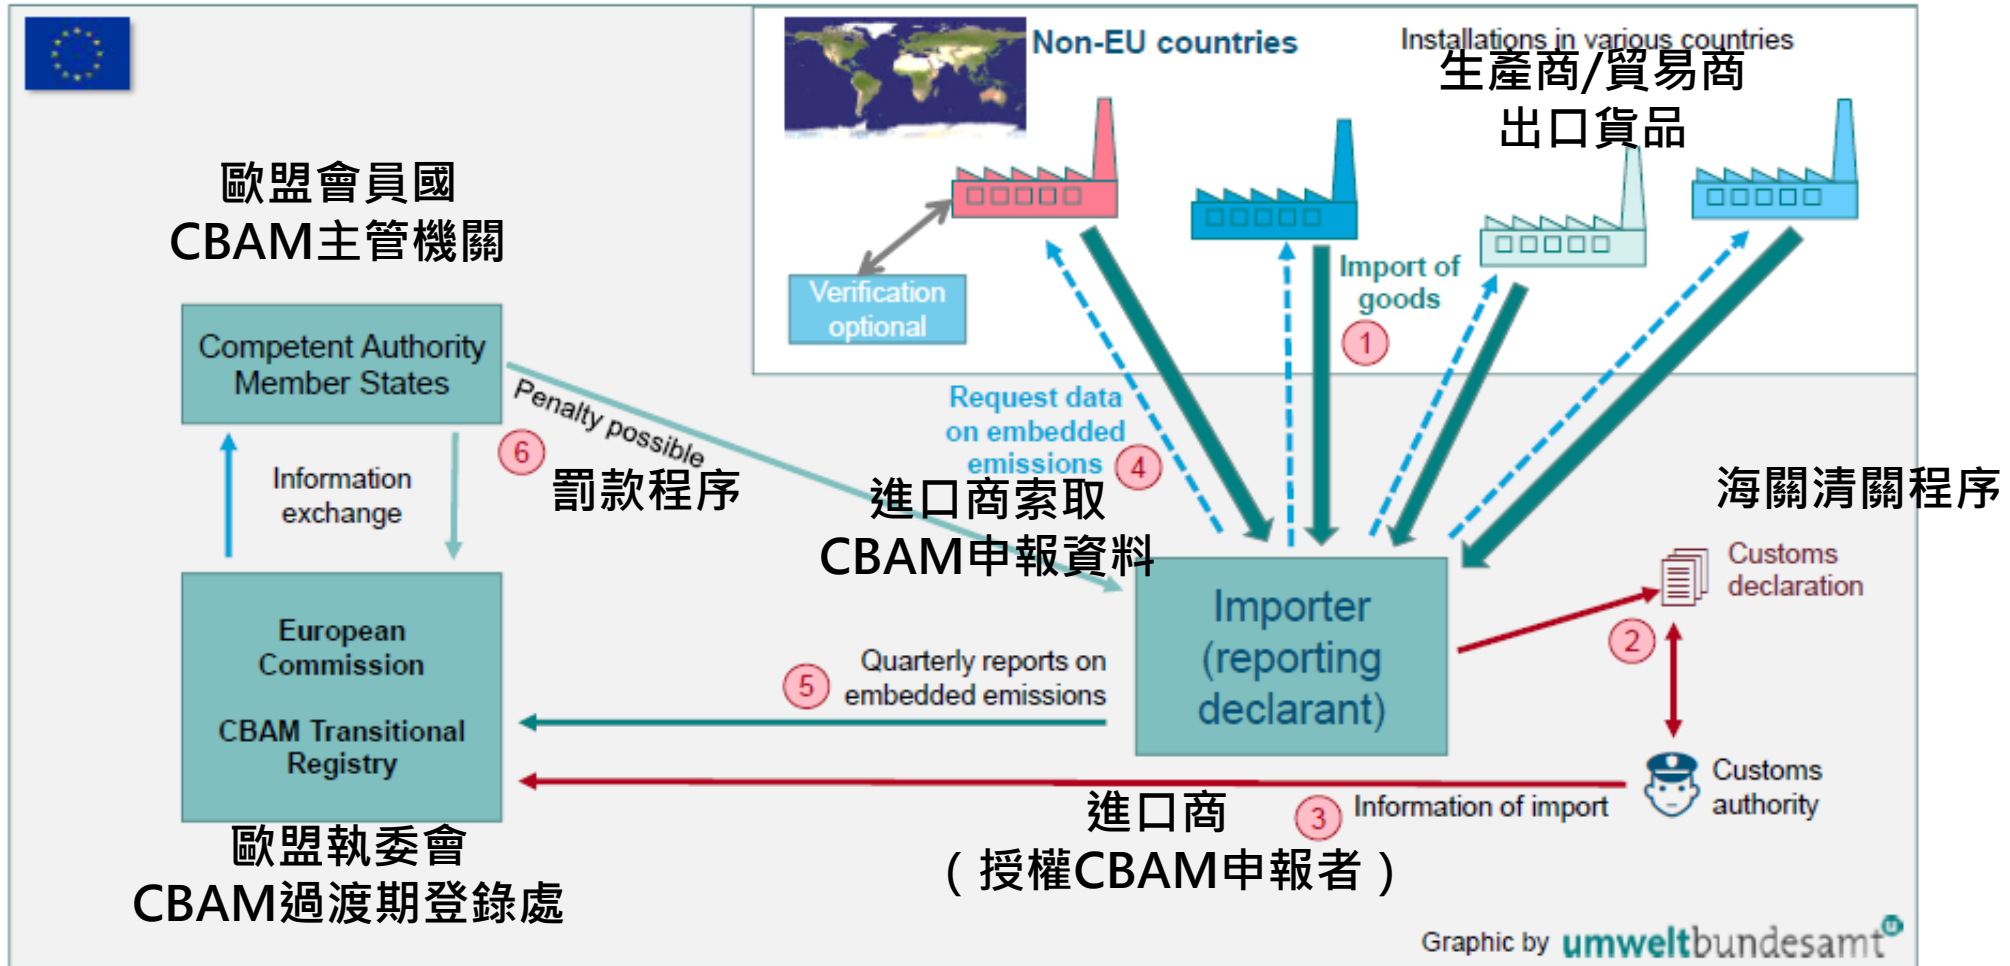 Non-EU countries
Installations in various countries
生產商/貿易商
出口貨品
歐盟會員國
CBAM主管機關
Verification
optional
Import of
goods
1
Competent Authority
Member States
Penalty possible
6
罰款程序
Request data
on embedded
emissions
4
進口商索取
CBAM申報資料
海關清關程序
Information
exchange
Customs
declaration
2
European
Commission
CBAM Transitional
Registry
Importer
(reporting
declarant)
5
Quarterly reports on
embedded emissions
Customs
authority
3
Information of import
進口商
（授權CBAM申報者）
歐盟執委會
CBAM過渡期登錄處
Graphic by umweltbundesamt